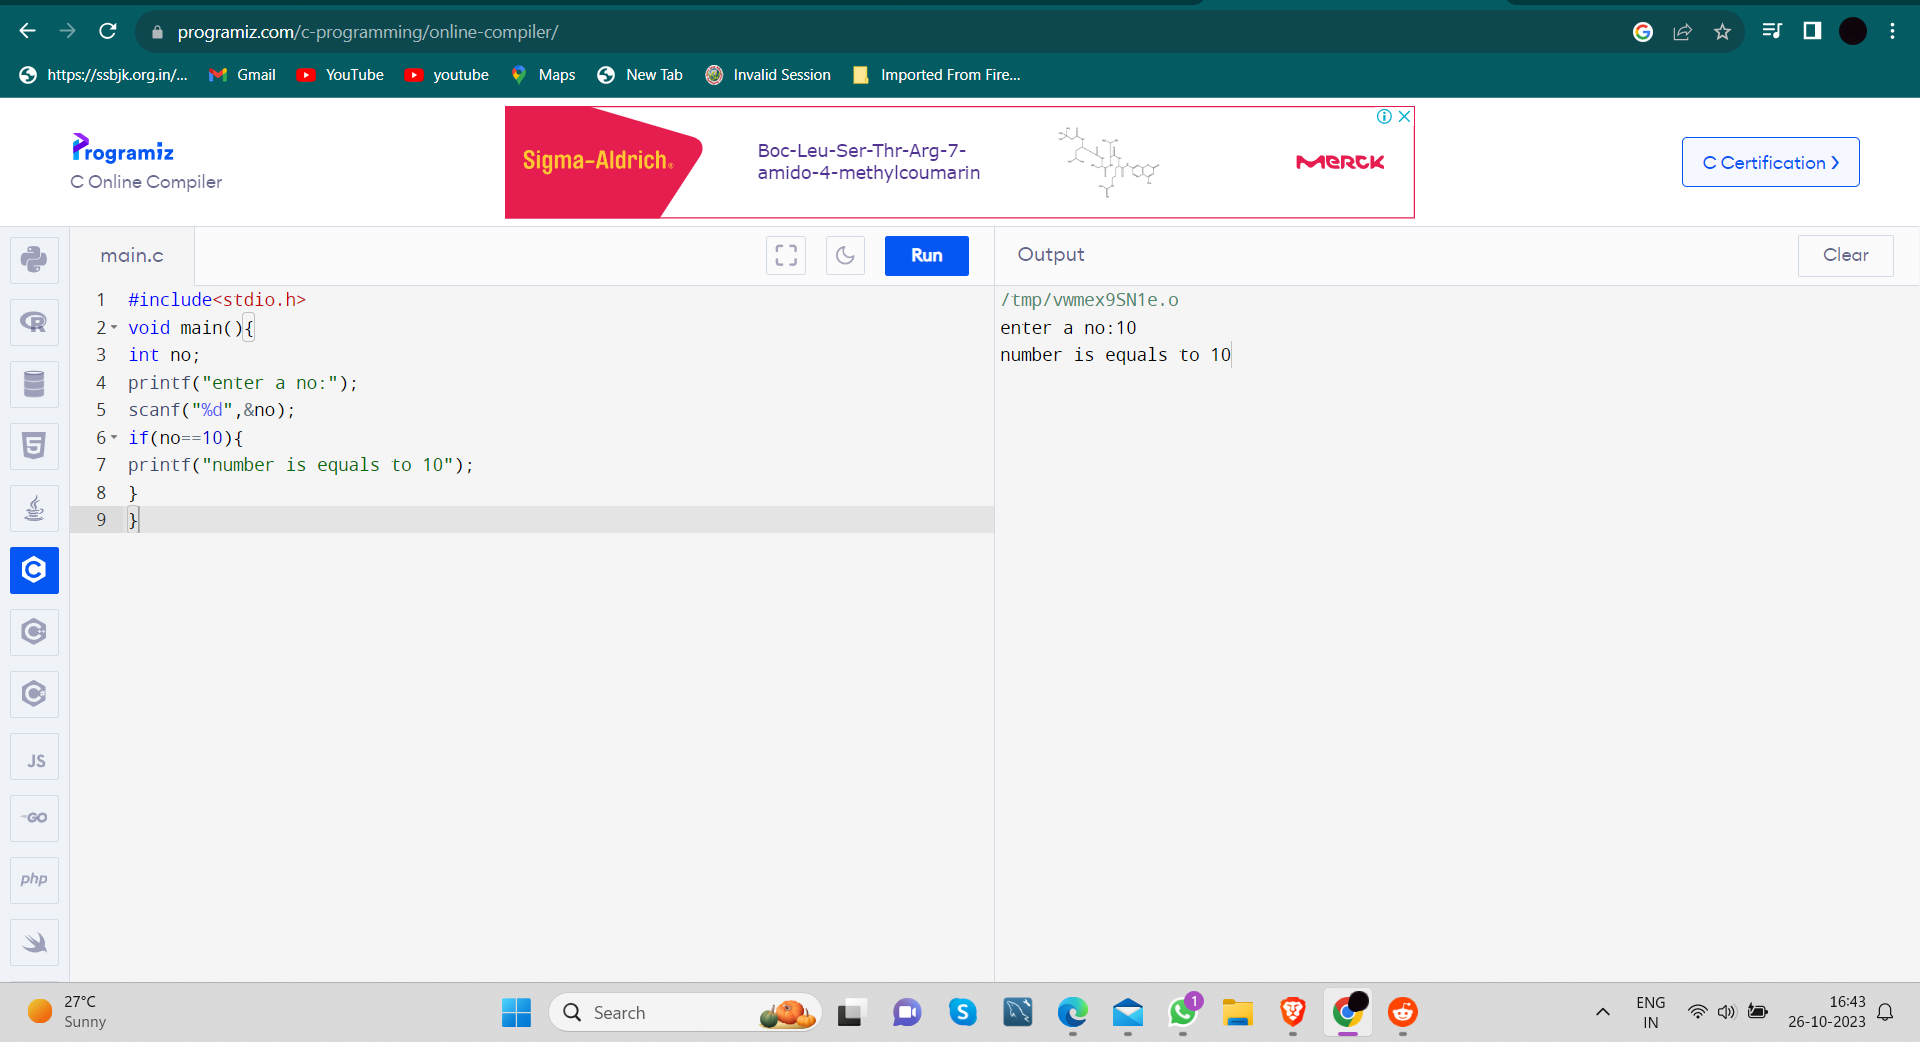 programiz.com/c-programming/online-compiler/
https://ssbjk.org.in/... Gmail YouTube youtube Maps New Tab Invalid Session Imported From Fire...
Programiz
C Online Compiler
Sigma-Aldrich®
Boc-Leu-Ser-Thr-Arg-7-
amido-4-methylcoumarin
MERCK
C Certification >
main.c
Run
Output
Clear
1 #include<stdio.h>
2 void main(){
3 int no;
4 printf("enter a no:");
5 scanf("%d",&no);
6 if(no==10){
7 printf("number is equals to 10");
8 }
9 }
/tmp/vwmex9SN1e.o
enter a no:10
number is equals to 10
R
5
C
C
C#
JS
GO
php
27°C
Sunny
Search
S
1
ENG
IN
16:43
26-10-2023